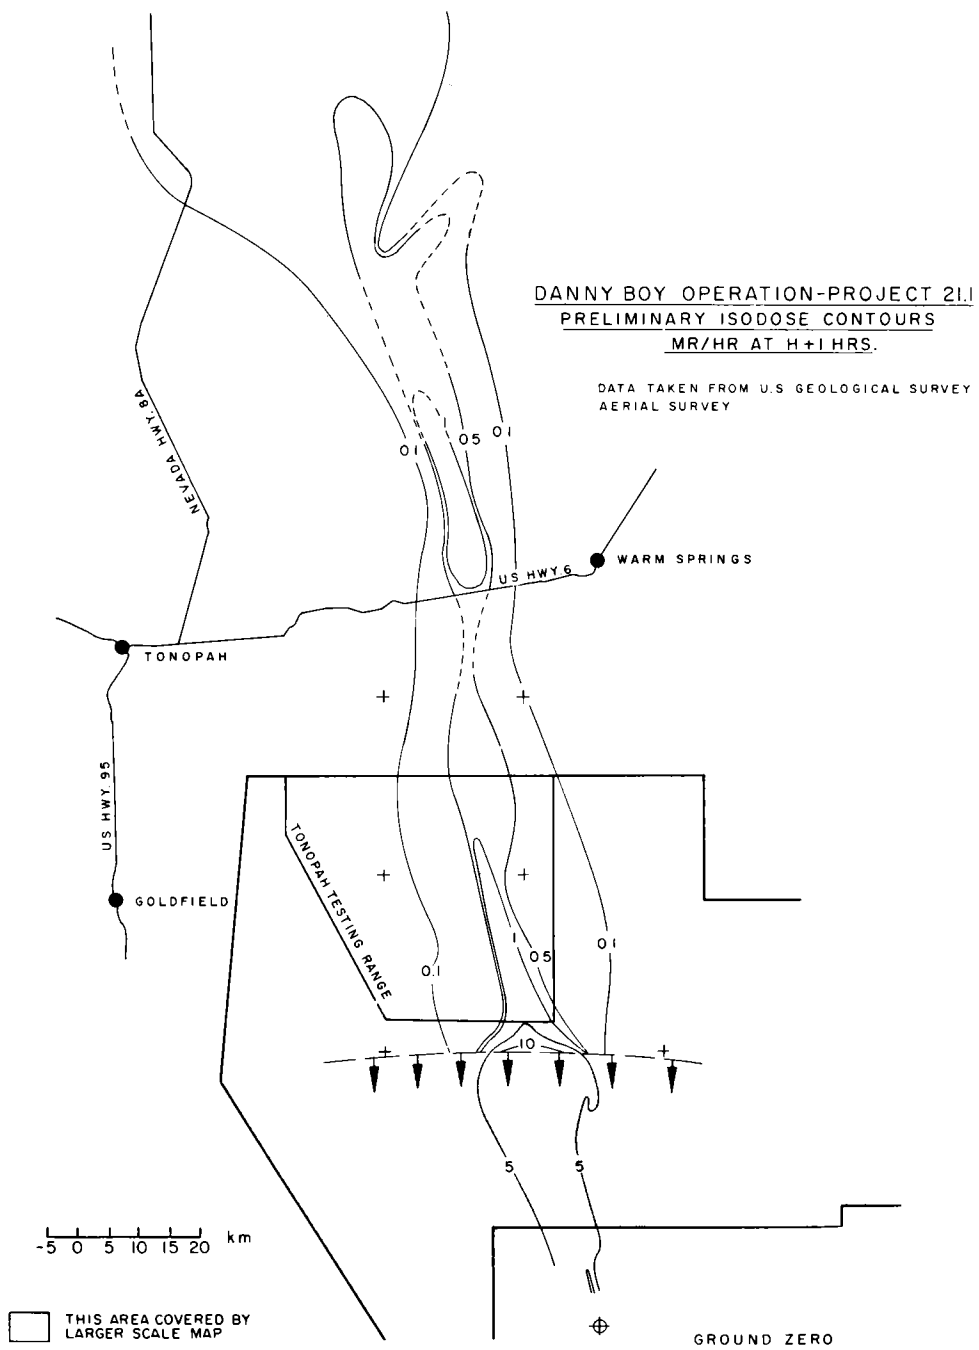 DANNY BOY OPERATION-PROJECT 21.1
PRELIMINARY ISODOSE CONTOURS
MR/HR AT H+1 HRS.
DATA TAKEN FROM U.S GEOLOGICAL SURVEY
AERIAL SURVEY
NEVADA HWY. 8A
0.1
0.5
0.1
WARM SPRINGS
US HWY. 6
TONOPAH
US HWY. 95
TONOPAH TESTING RANGE
GOLDFIELD
1
0.5
0.1
0.1
10
5
5
-5 0 5 10 15 20 km
THIS AREA COVERED BY
LARGER SCALE MAP
GROUND ZERO